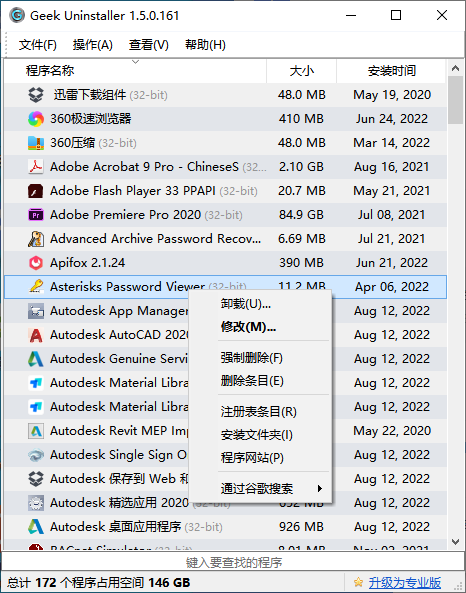 Geek Uninstaller 1.5.0.161
文件(F) 操作(A) 查看(V) 帮助(H)
程序名称 大小 安装时间
迅雷下载组件 (32-bit) 48.0 MB May 19, 2020
360极速浏览器 410 MB Jun 24, 2022
360压缩 (32-bit) 48.0 MB Mar 14, 2022
Adobe Acrobat 9 Pro - ChineseS (32... 2.10 GB Aug 16, 2021
Adobe Flash Player 33 PPAPI (32-bit) 20.7 MB May 21, 2021
Adobe Premiere Pro 2020 (32-bit) 84.9 GB Jul 08, 2021
Advanced Archive Password Recov... 6.69 MB Jul 21, 2021
Apifox 2.1.24 390 MB Jun 21, 2022
Asterisks Password Viewer (32-bit) 11.2 MB Apr 06, 2022
Autodesk App Manager Aug 12, 2022
Autodesk AutoCAD 2020 Aug 12, 2022
Autodesk Genuine Servi Aug 12, 2022
Autodesk Material Libra Aug 12, 2022
Autodesk Material Libra Aug 12, 2022
Autodesk Revit MEP Imp May 22, 2020
Autodesk Single Sign O Aug 12, 2022
Autodesk 保存到 Web 和 Aug 12, 2022
Autodesk 精选应用 2020 (32-bit) 692 MB Aug 12, 2022
Autodesk 桌面应用程序 (32-bit) 926 MB Aug 12, 2022
BACnet Simulator (32-bit) 8.01 MB Nov 02, 2021
卸载(U)...
修改(M)...
强制删除(F)
删除条目(E)
注册表条目(R)
安装文件夹(I)
程序网站(P)
通过谷歌搜索
键入要查找的程序
总计 172 个程序占用空间 146 GB 升级为专业版